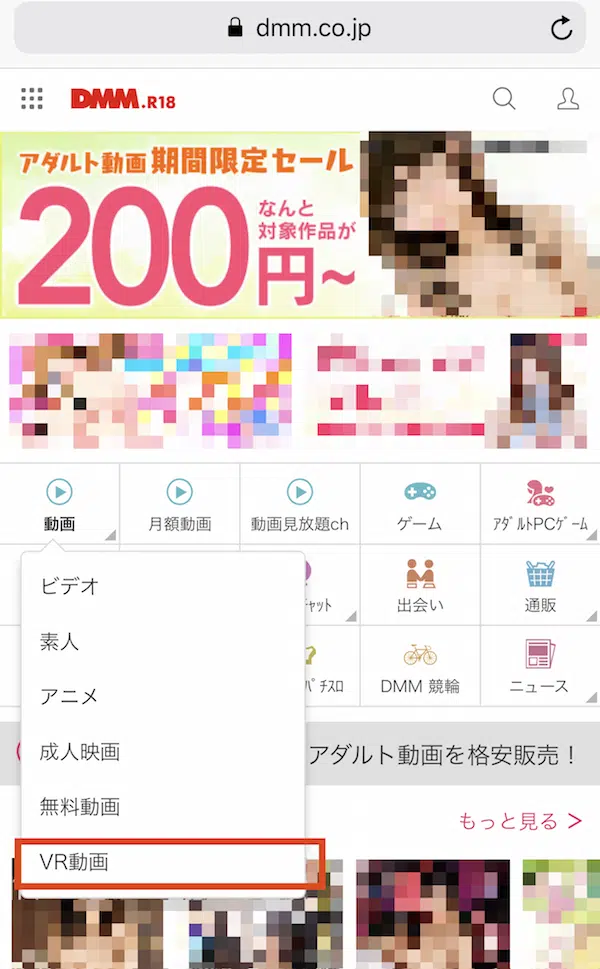 dmm.co.jp
DMM.R18
アダルト動画 期間限定セール
200円~
なんと
対象作品が
動画
月額動画
動画見放題ch
ゲーム
ｱﾀﾞﾙﾄPCｹﾞｰﾑ
ビデオ
素人
アニメ
成人映画
無料動画
VR動画
ﾁｬｯﾄ
出会い
通販
ﾊﾟﾁｽﾛ
DMM 競輪
ニュース
アダルト動画を格安販売！
もっと見る >